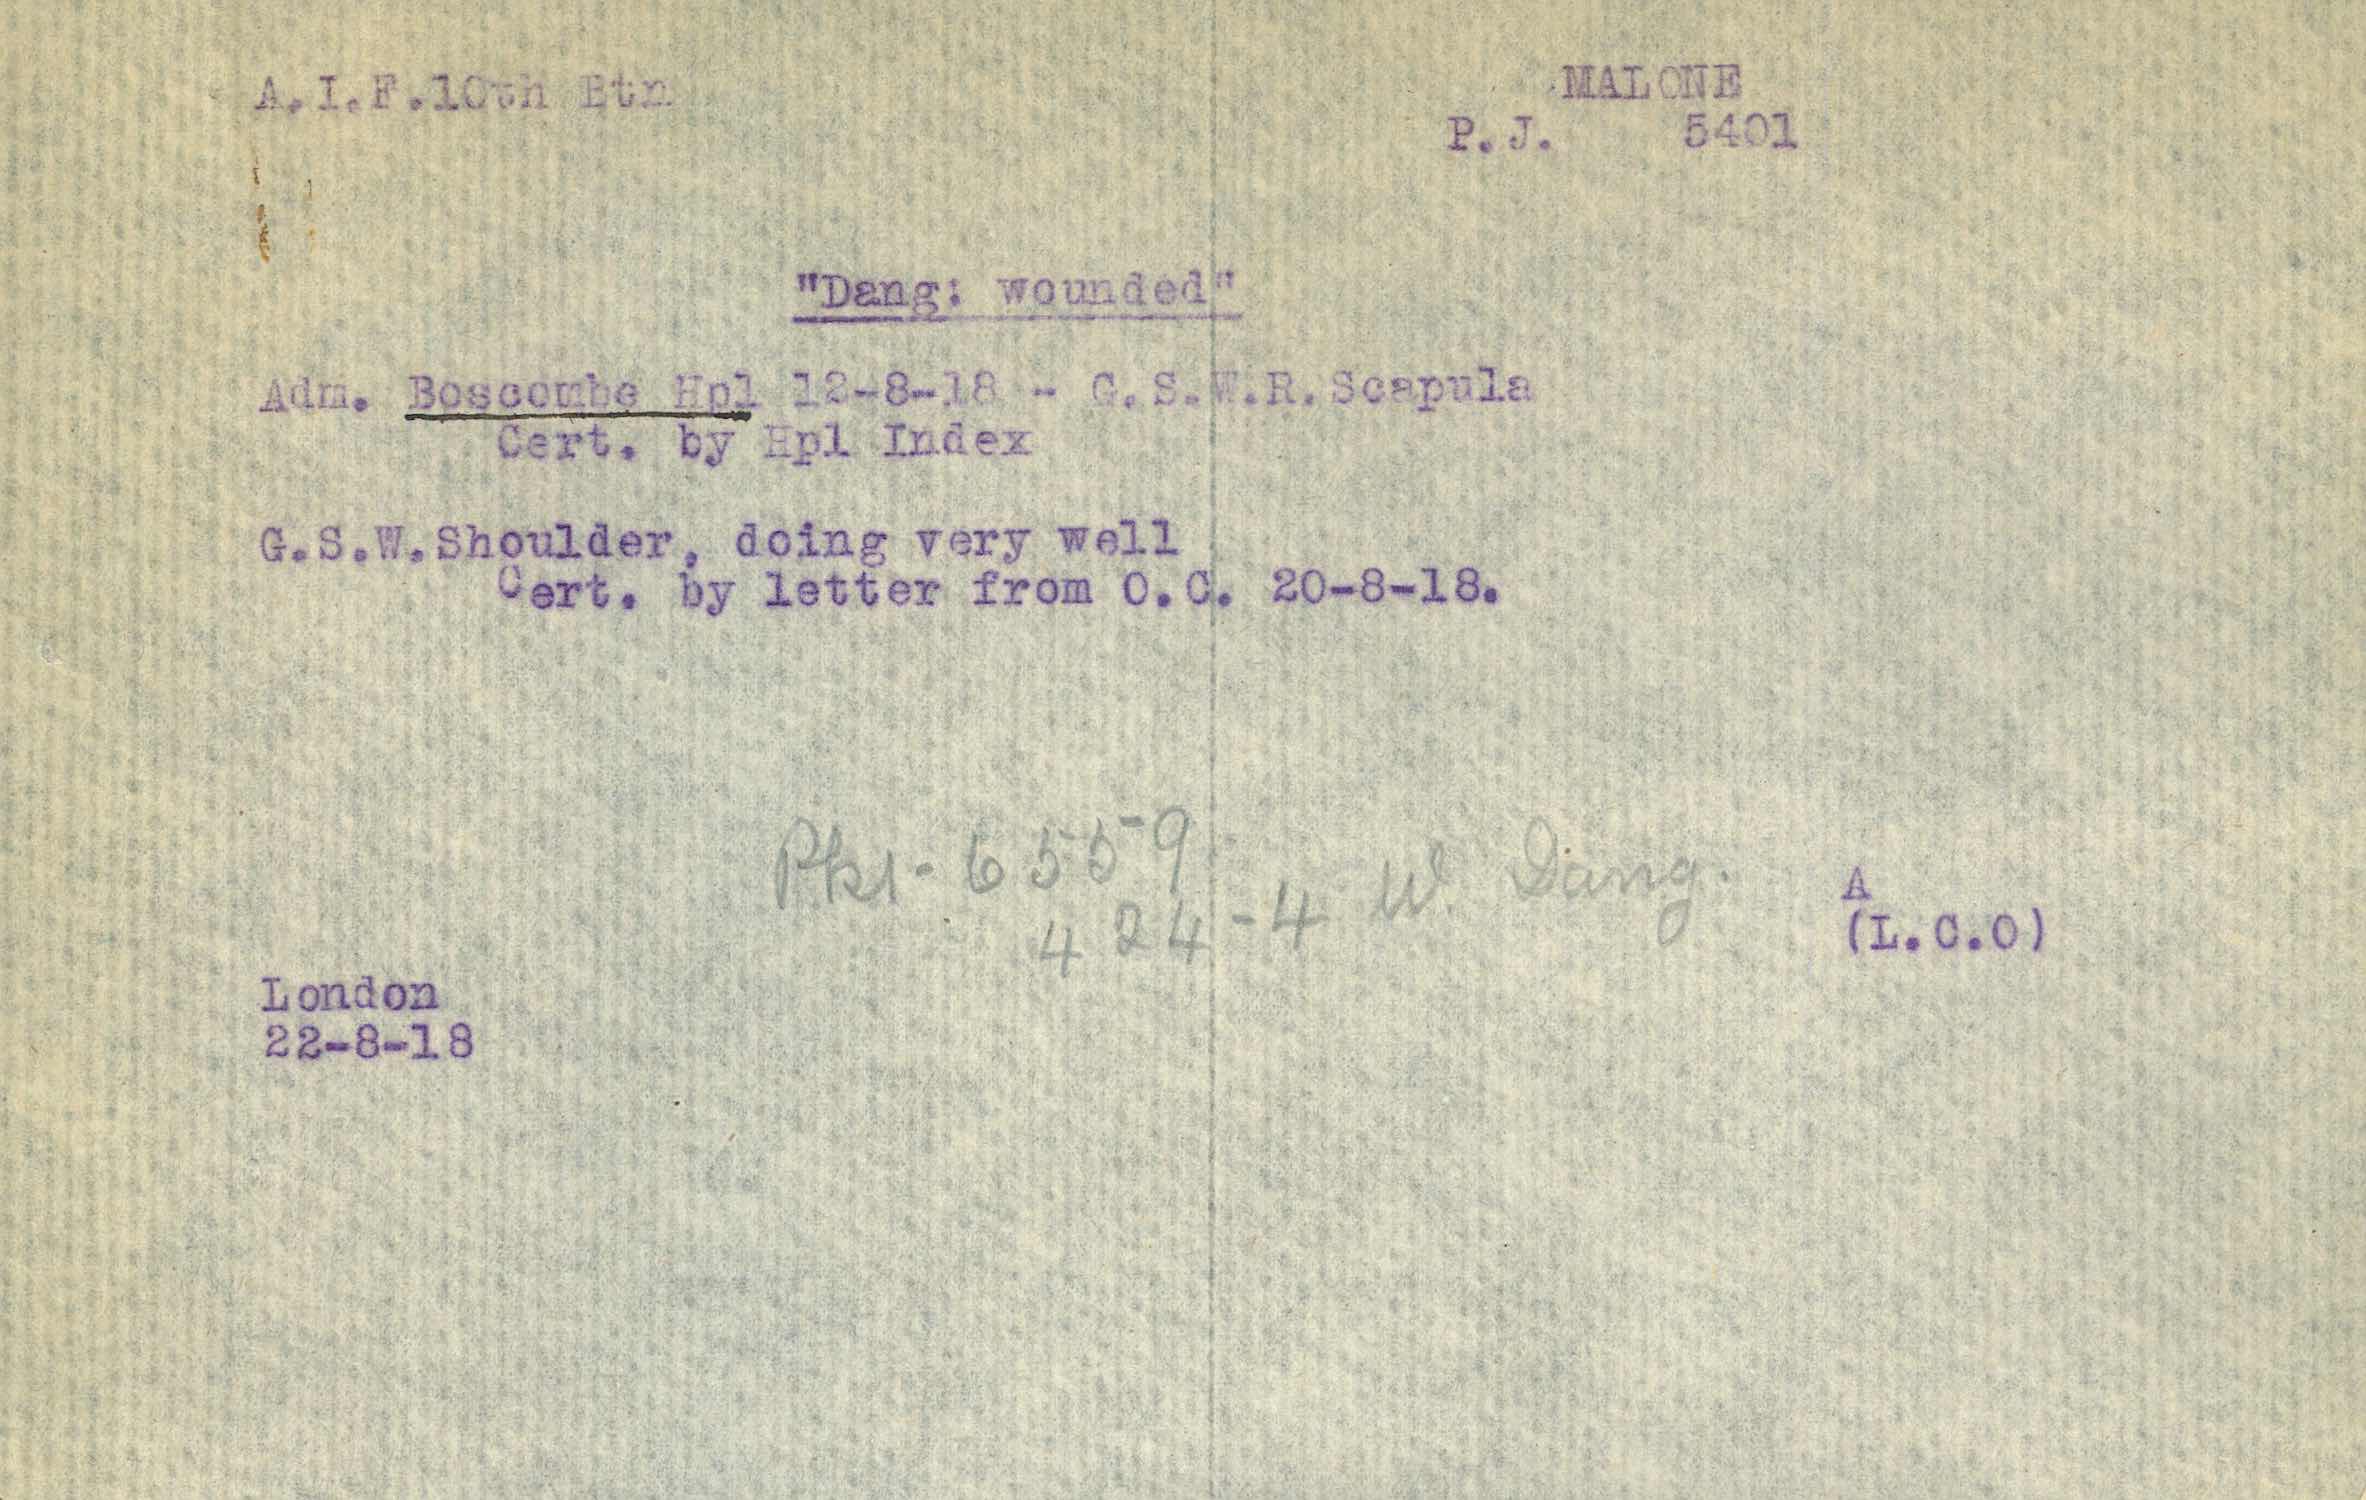 A.I.F.10th Btn
MALONE
P.J. 5401
"Dang: wounded"
Adm. Boscombe Hpl 12-8-18 - G.S.W.R.Scapula
Cert. by Hpl Index
G.S.W.Shoulder, doing very well
Cert. by letter from O.C. 20-8-18.
6559
424-4 W. Dang.
A
(L.C.O)
London
22-8-18